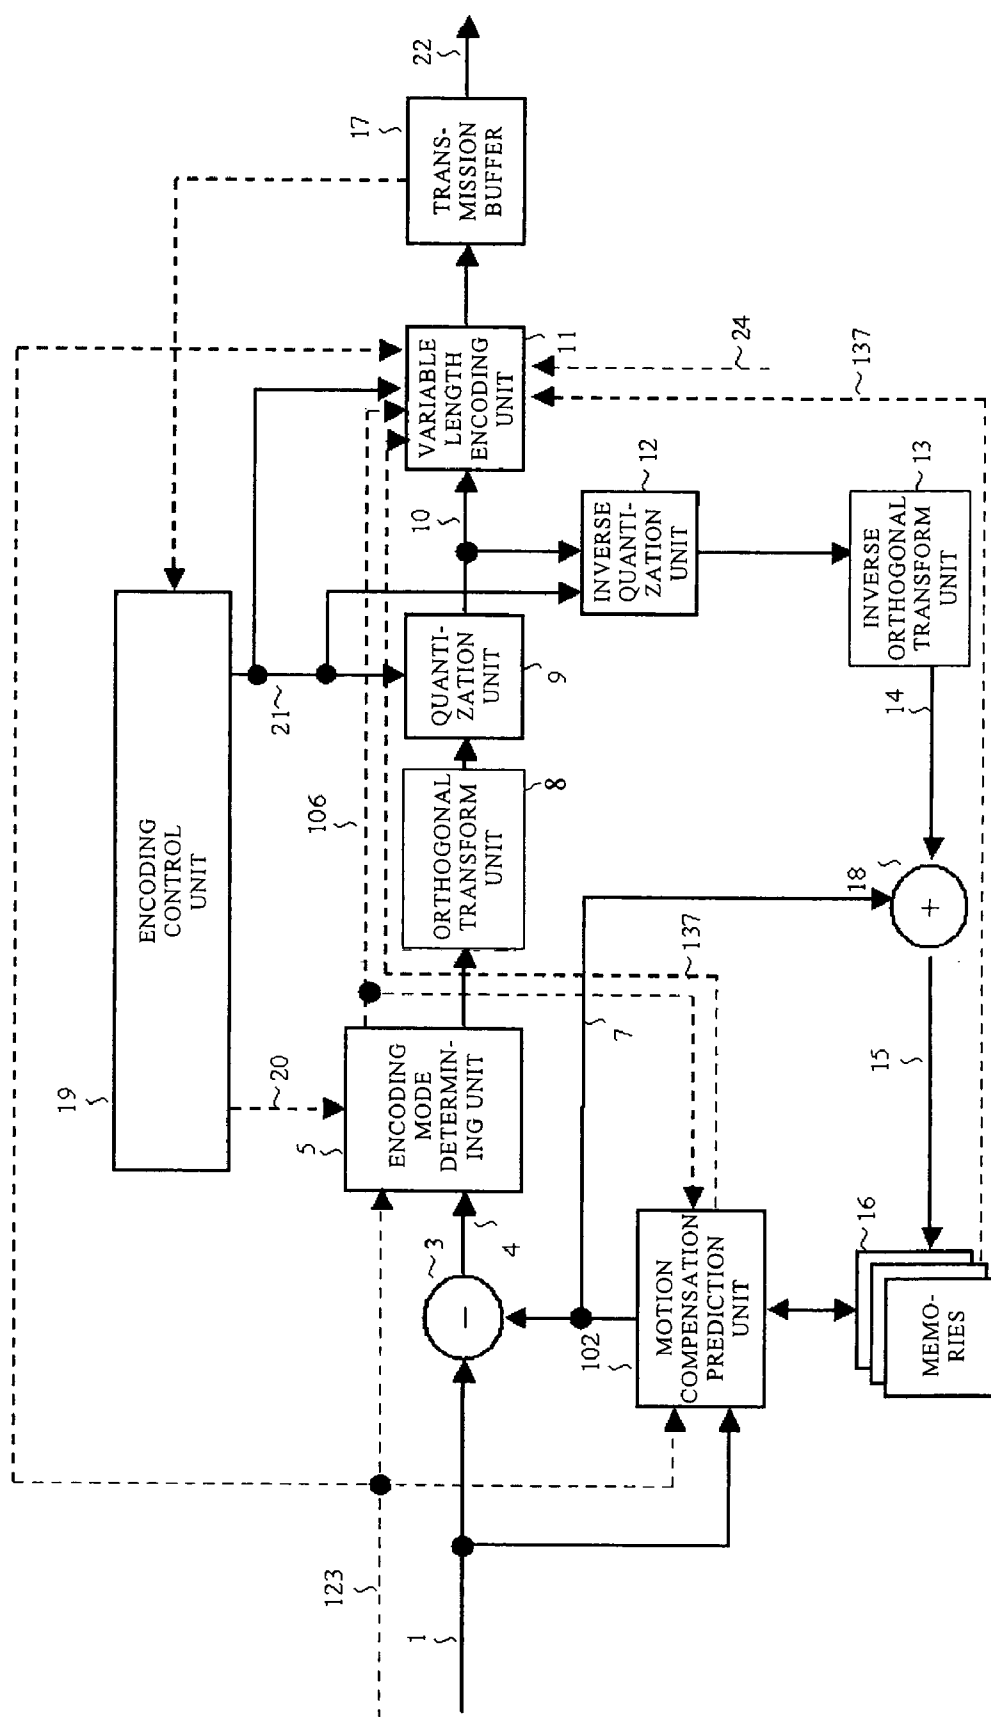 22
17
TRANS-
MISSION
BUFFER
19
ENCODING
CONTROL
UNIT
11
VARIABLE
LENGTH
ENCODING
UNIT
24
137
21
10
12
INVERSE
QUANTI-
ZATION
UNIT
13
INVERSE
ORTHOGONAL
TRANSFORM
UNIT
QUANTI-
ZATION
UNIT
9
106
ORTHOGONAL
TRANSFORM
UNIT
8
14
18
+
20
5
ENCODING
MODE
DETERMIN-
ING UNIT
137
7
15
3
−
4
102
MOTION
COMPENSATION
PREDICTION
UNIT
16
MEMO-
RIES
123
1